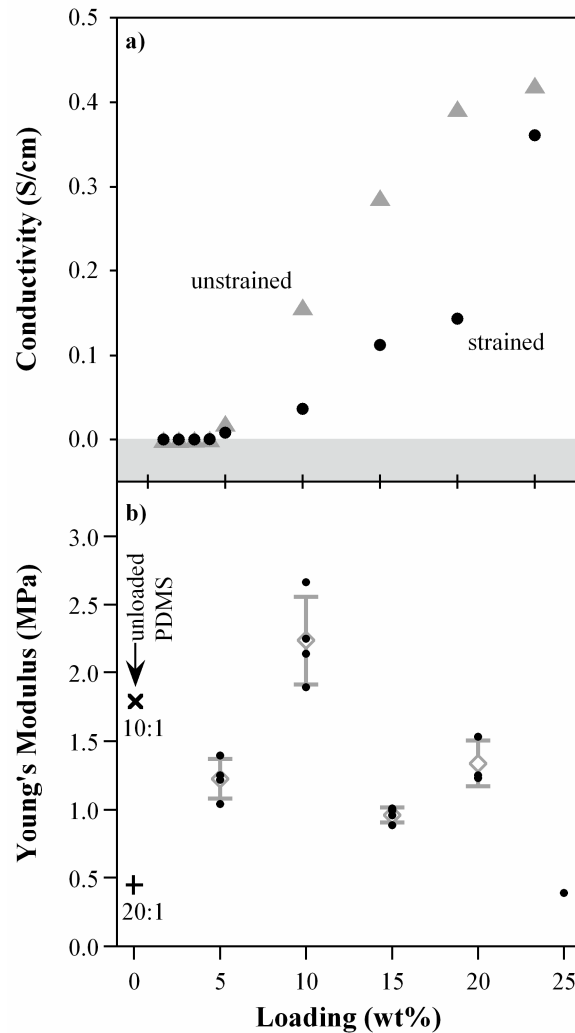 a)
0.5
0.4
0.3
0.2
0.1
0.0
Conductivity (S/cm)
unstrained
strained
b)
3.0
2.5
2.0
1.5
1.0
0.5
0.0
Young's Modulus (MPa)
unloaded
PDMS
10:1
20:1
0
5
10
15
20
25
Loading (wt%)